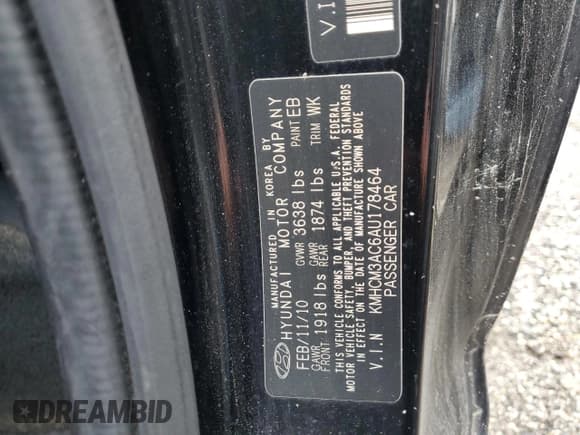 V.I
MANUFACTURED IN KOREA BY
HYUNDAI MOTOR COMPANY
FEB/11/10 GVWR 3638 lbs PAINT EB
GAWR FRONT 1918 lbs GAWR REAR 1874 lbs TRIM WK
THIS VEHICLE CONFORMS TO ALL APPLICABLE U.S.A. FEDERAL
MOTOR VEHICLE SAFETY, BUMPER, AND THEFT PREVENTION STANDARDS
IN EFFECT ON THE DATE OF MANUFACTURE SHOWN ABOVE
V.I.N KMHCM3AC6AU178464
PASSENGER CAR
DREAMBID